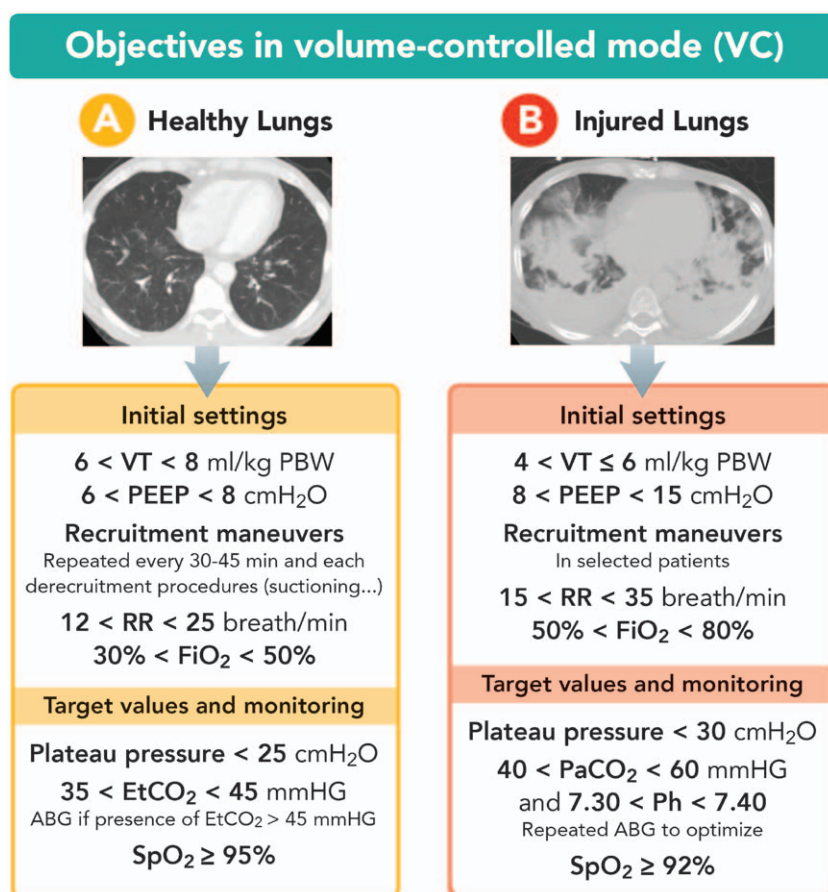 Objectives in volume-controlled mode (VC)
A Healthy Lungs
Initial settings
6 < VT < 8 ml/kg PBW
6 < PEEP < 8 cmH₂O
Recruitment maneuvers
Repeated every 30-45 min and each
derecruitment procedures (suctioning...)
12 < RR < 25 breath/min
30% < FiO₂ < 50%
Target values and monitoring
Plateau pressure < 25 cmH₂O
35 < EtCO₂ < 45 mmHG
ABG if presence of EtCO₂ > 45 mmHG
SpO₂ ≥ 95%
B Injured Lungs
Initial settings
4 < VT ≤ 6 ml/kg PBW
8 < PEEP < 15 cmH₂O
Recruitment maneuvers
In selected patients
15 < RR < 35 breath/min
50% < FiO₂ < 80%
Target values and monitoring
Plateau pressure < 30 cmH₂O
40 < PaCO₂ < 60 mmHG
and 7.30 < Ph < 7.40
Repeated ABG to optimize
SpO₂ ≥ 92%